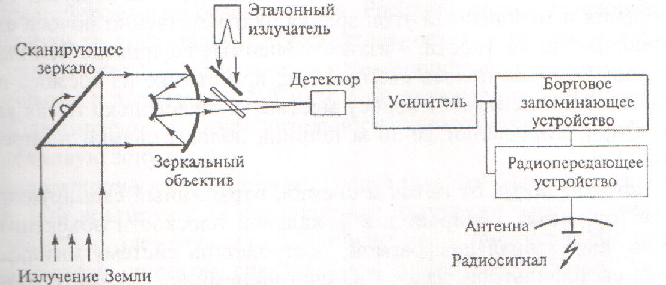 Эталонный
излучатель
Сканирующее
зеркало
Детектор
Усилитель
Бортовое
запоминающее
устройство
Зеркальный
объектив
Радиопередающее
устройство
Антенна
Радиосигнал
Излучение Земли